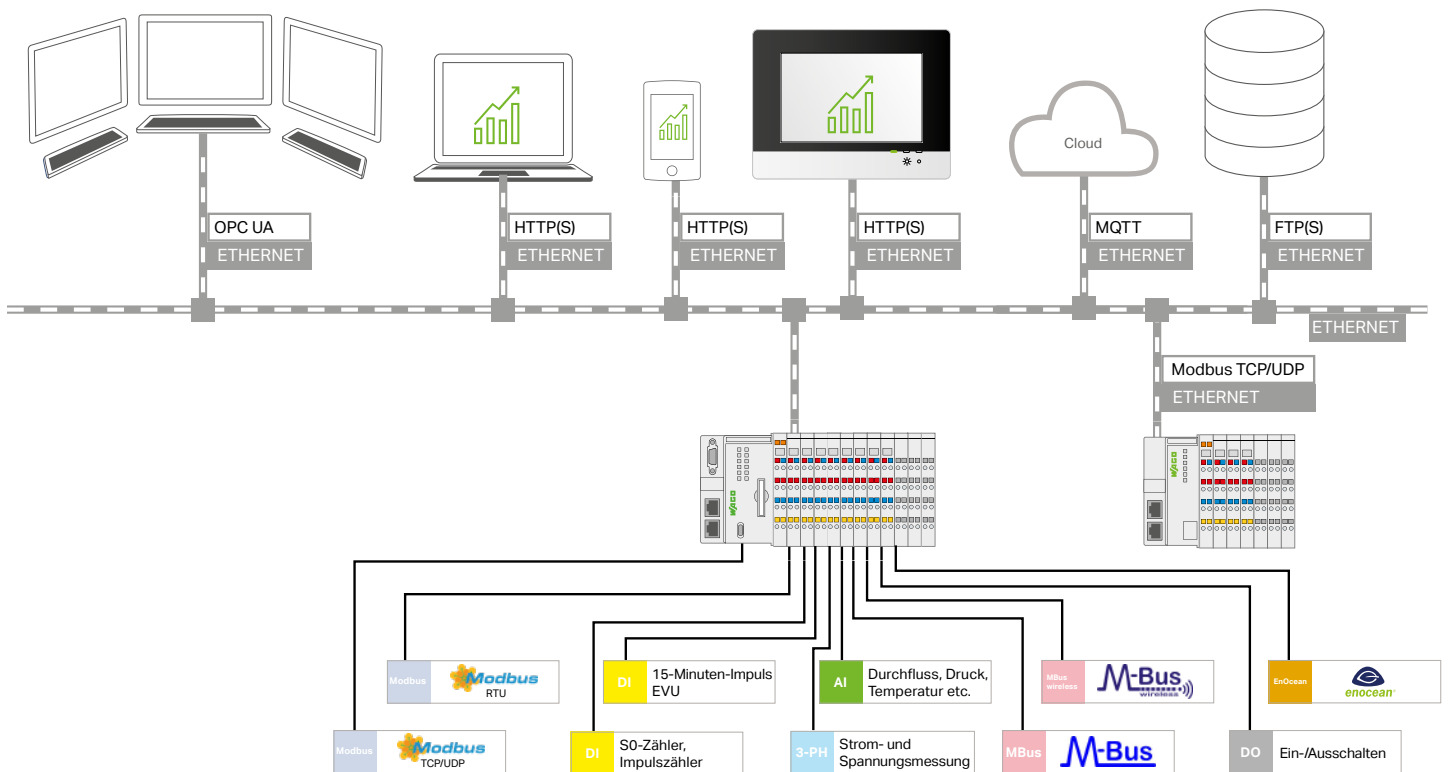 Cloud
OPC UA
ETHERNET
HTTP(S)
ETHERNET
HTTP(S)
ETHERNET
HTTP(S)
ETHERNET
MQTT
ETHERNET
FTP(S)
ETHERNET
ETHERNET
Modbus TCP/UDP
ETHERNET
WAGO
WAGO
Modbus
Modbus
RTU
DI
15-Minuten-Impuls
EVU
AI
Durchfluss, Druck,
Temperatur etc.
MBus
wireless
M-Bus
wireless
EnOcean
enocean®
Modbus
Modbus
TCP/UDP
DI
S0-Zähler,
Impulszähler
3-PH
Strom- und
Spannungsmessung
MBus
M-Bus
DO
Ein-/Ausschalten